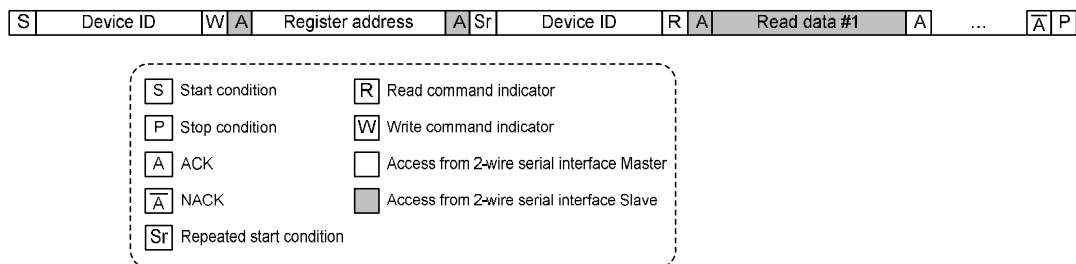 S Device ID W A Register address A Sr Device ID R A Read data #1 A ... A̅ P
S Start condition R Read command indicator
P Stop condition W Write command indicator
A ACK Access from 2-wire serial interface Master
A̅ NACK Access from 2-wire serial interface Slave
Sr Repeated start condition